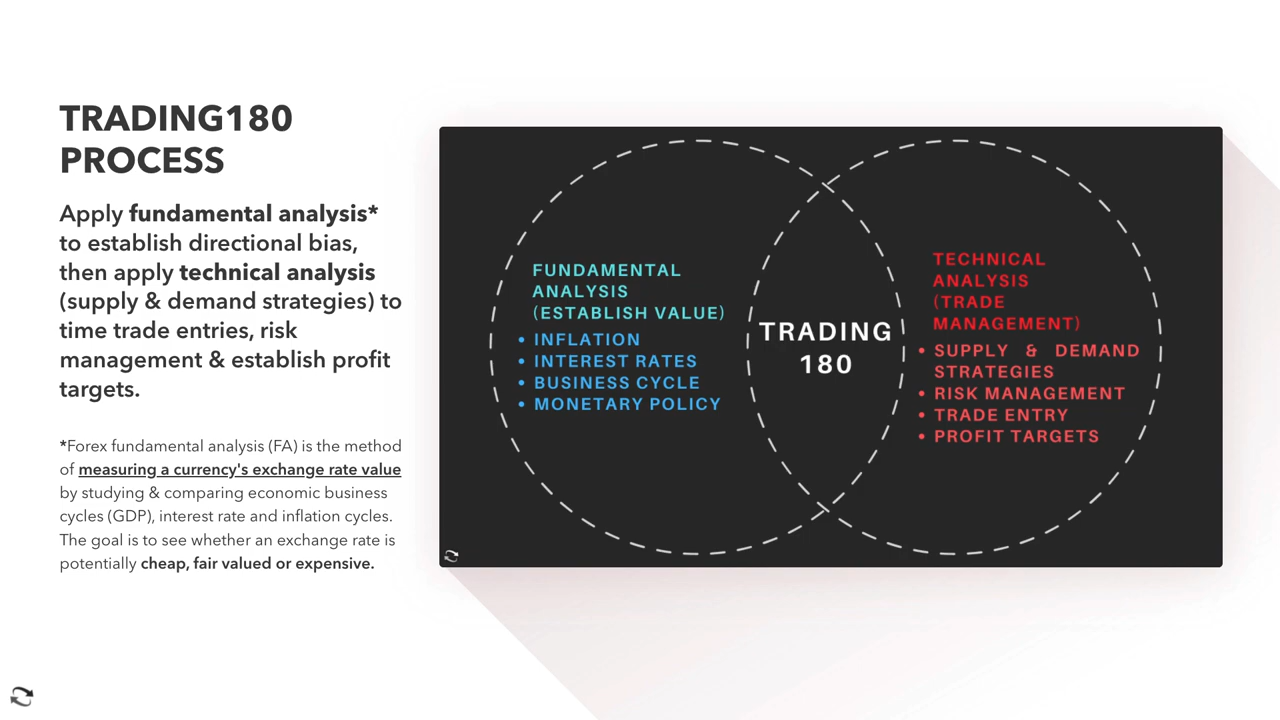 TRADING180
PROCESS
Apply fundamental analysis*
to establish directional bias,
then apply technical analysis
(supply & demand strategies) to
time trade entries, risk
management & establish profit
targets.
*Forex fundamental analysis (FA) is the method
of measuring a currency's exchange rate value
by studying & comparing economic business
cycles (GDP), interest rate and inflation cycles.
The goal is to see whether an exchange rate is
potentially cheap, fair valued or expensive.
FUNDAMENTAL
ANALYSIS
(ESTABLISH VALUE)
• INFLATION
• INTEREST RATES
• BUSINESS CYCLE
• MONETARY POLICY
TRADING
180
TECHNICAL
ANALYSIS
(TRADE
MANAGEMENT)
• SUPPLY & DEMAND
STRATEGIES
• RISK MANAGEMENT
• TRADE ENTRY
• PROFIT TARGETS